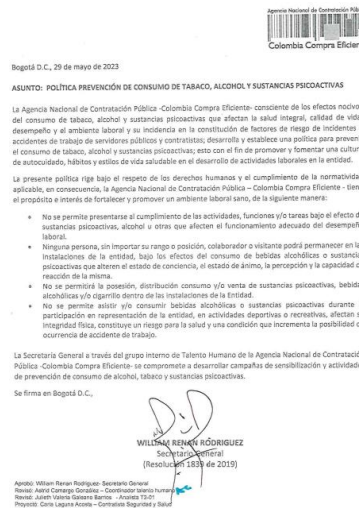 Agencia Nacional de Contratación Públ
Colombia Compra Eficien
Bogotá D.C., 29 de mayo de 2023
ASUNTO: POLÍTICA PREVENCIÓN DE CONSUMO DE TABACO, ALCOHOL Y SUSTANCIAS PSICOACTIVAS
La Agencia Nacional de Contratación Pública -Colombia Compra Eficiente- consciente de los efectos nocivo
del consumo de tabaco, alcohol y sustancias psicoactivas que afectan la salud integral, calidad de vida
desempeño y el ambiente laboral y su incidencia en la constitución de factores de riesgo de incidentes
accidentes de trabajo de servidores públicos y contratistas; desarrolla y establece una política para preveni
el consumo de tabaco, alcohol y sustancias psicoactivas; esto con el fin de promover y fomentar una cultur
de autocuidado, hábitos y estilos de vida saludable en el desarrollo de actividades laborales en la entidad.
La presente política rige bajo el respeto de los derechos humanos y el cumplimiento de la normativida
aplicable, en consecuencia, la Agencia Nacional de Contratación Pública – Colombia Compra Eficiente - tien
el propósito e interés de fortalecer y promover un ambiente laboral sano, de la siguiente manera:
• No se permite presentarse al cumplimiento de las actividades, funciones y/o tareas bajo el efecto d
sustancias psicoactivas, alcohol u otras que afecten el funcionamiento adecuado del desempeñ
laboral.
• Ninguna persona, sin importar su rango o posición, colaborador o visitante podrá permanecer en la
Instalaciones de la entidad, bajo los efectos del consumo de bebidas alcohólicas o sustancia
psicoactivas que alteren el estado de conciencia, el estado de ánimo, la percepción y la capacidad d
reacción de la misma.
• No se permitirá la posesión, distribución consumo y/o venta de sustancias psicoactivas, bebida
alcohólicas y/o cigarrillo dentro de las instalaciones de la Entidad.
• No se permite asistir y/o consumir bebidas alcohólicas o sustancias psicoactivas durante
participación en representación de la entidad, en actividades deportivas o recreativas, afectan s
integridad física, constituye un riesgo para la salud y una condición que incrementa la posibilidad d
ocurrencia de accidente de trabajo.
La Secretaría General a través del grupo interno de Talento Humano de la Agencia Nacional de Contratació
Pública -Colombia Compra Eficiente- se compromete a desarrollar campañas de sensibilización y actividade
de prevención de consumo de alcohol, tabaco y sustancias psicoactivas.
Se firma en Bogotá D.C.,
WILLIAM RENAN RODRIGUEZ
Secretario General
(Resolución 1839 de 2019)
Aprobó: William Renan Rodriguez- Secretario General
Revisó: Astrid Camargo González – Coordinador talento humano
Revisó: Julieth Valeria Galeano Barrios - Analista T2-01
Proyectó: Carla Laguna Acosta – Contratista Seguridad y Salud